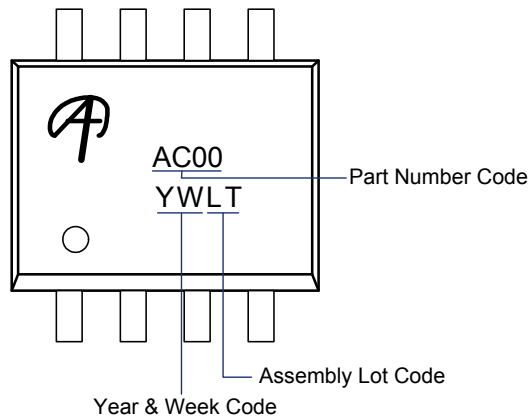 AC00
Part Number Code
YWLT
Assembly Lot Code
Year & Week Code